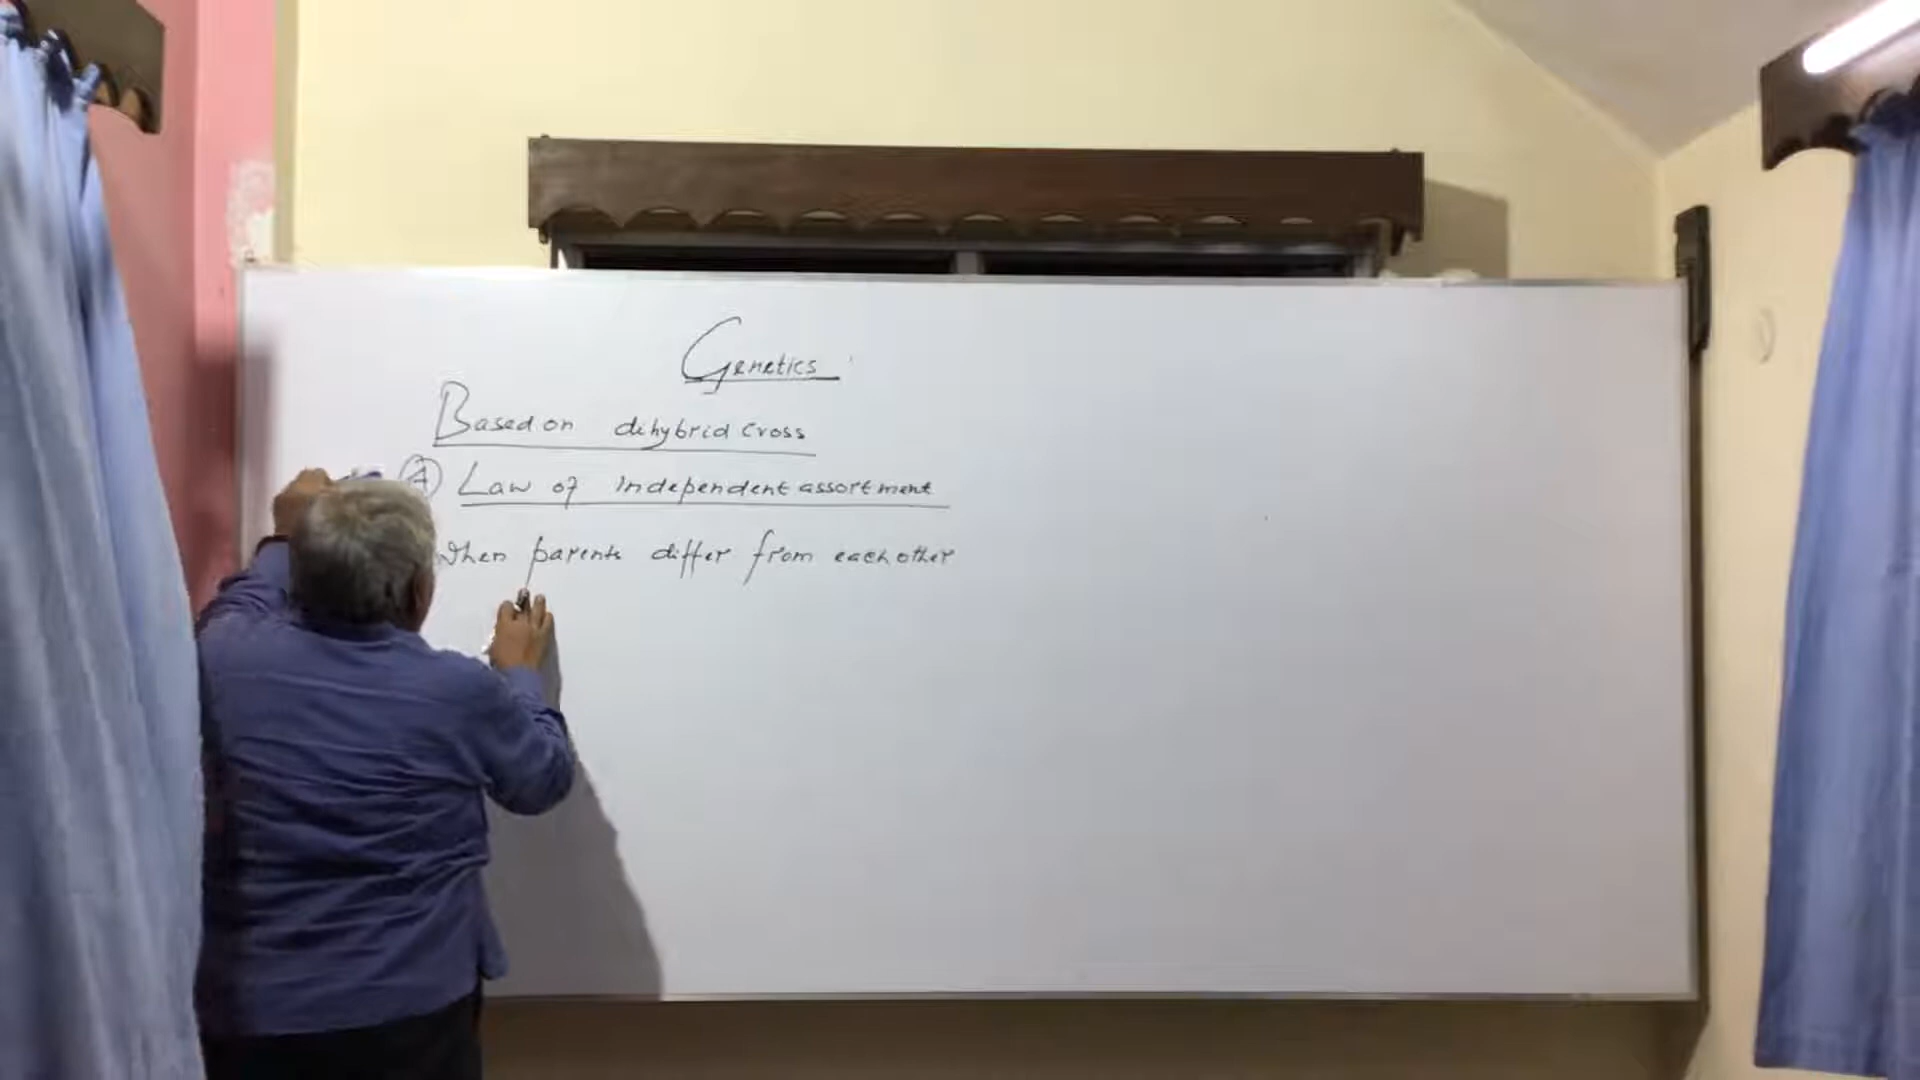 Genetics
Based on dihybrid cross
(A) Law of independent assortment
When parents differ from each other